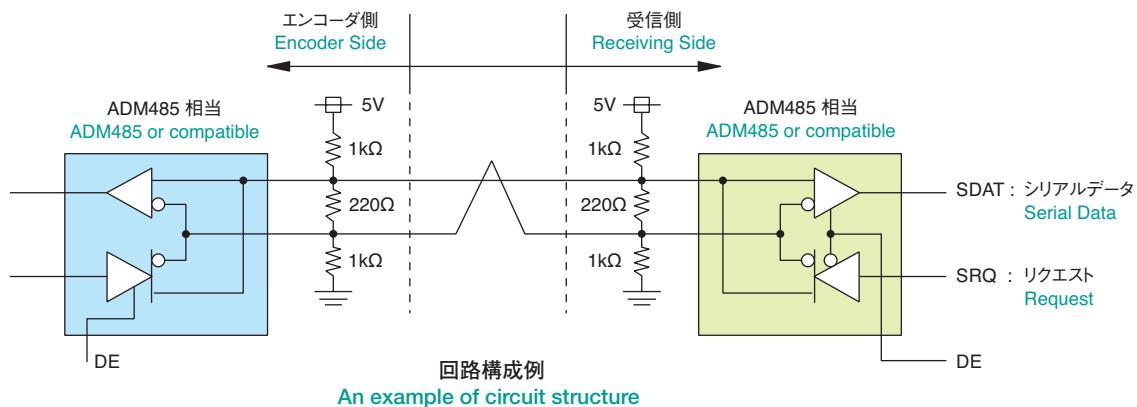 エンコーダ側
Encoder Side
受信側
Receiving Side
ADM485 相当
ADM485 or compatible
5V
1kΩ
220Ω
1kΩ
DE
5V
1kΩ
220Ω
1kΩ
ADM485 相当
ADM485 or compatible
SDAT : シリアルデータ
Serial Data
SRQ : リクエスト
Request
DE
回路構成例
An example of circuit structure